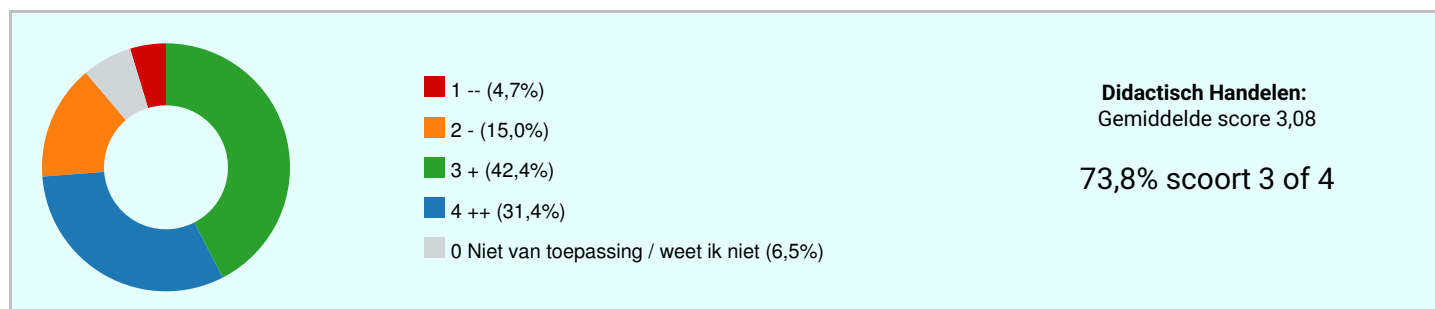 1 -- (4,7%)
2 - (15,0%)
3 + (42,4%)
4 ++ (31,4%)
0 Niet van toepassing / weet ik niet (6,5%)
Didactisch Handelen:
Gemiddelde score 3,08
73,8% scoort 3 of 4